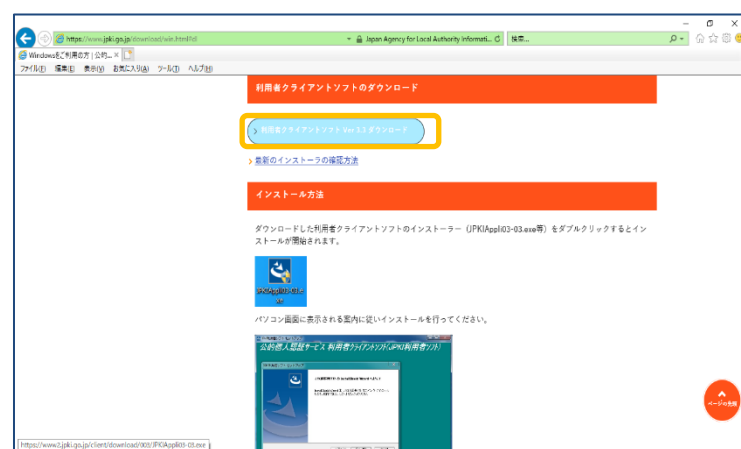 https://www.jpki.go.jp/download/win.html#dl
Japan Agency for Local Authority Informati...
検索...
Windowsをご利用の方 | 公的...
ファイル(F) 編集(E) 表示(V) お気に入り(A) ツール(T) ヘルプ(H)
利用者クライアントソフトのダウンロード
利用者クライアントソフト Ver 3.3 ダウンロード
最新のインストーラの確認方法
インストール方法
ダウンロードした利用者クライアントソフトのインストーラー（JPKIAppli03-03.exe等）をダブルクリックするとイン
ストールが開始されます。
JPKIAppli03-03.e
xe
パソコン画面に表示される案内に従いインストールを行ってください。
公的個人認証サービス 利用者クライアントソフト(JPKI利用者ソフト)
ページの先頭
https://www2.jpki.go.jp/client/download/003/JPKIAppli03-03.exe